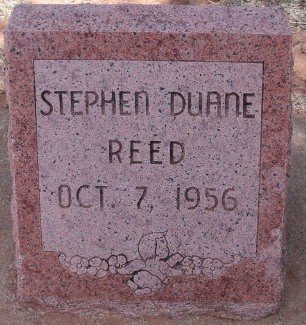 STEPHEN DUANE
REED
OCT. 7, 1956